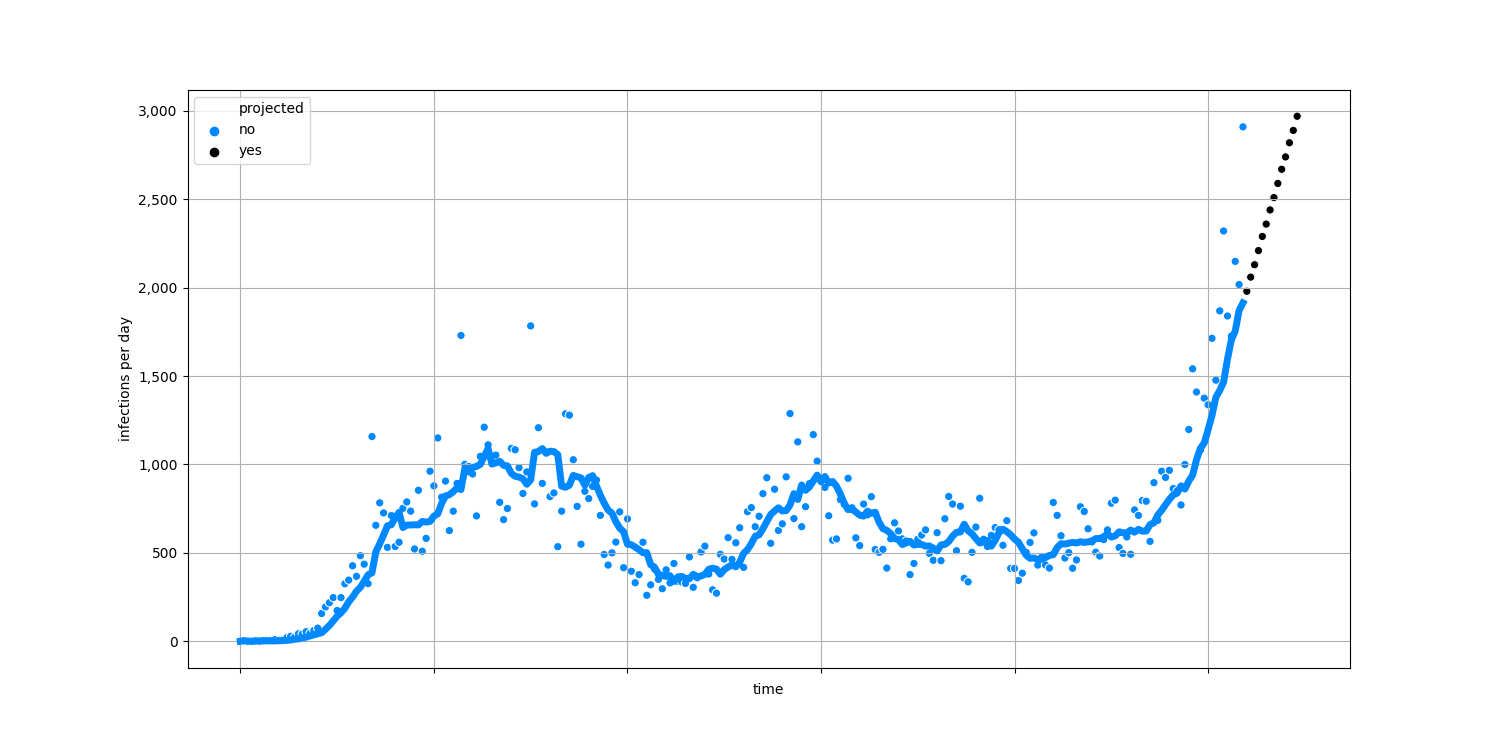 projected
no
yes
3,000
2,500
2,000
1,500
1,000
500
0
infections per day
time